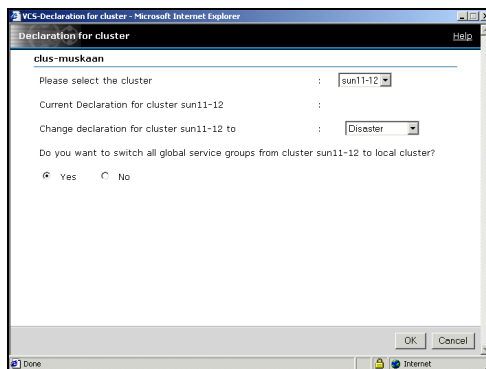 VCS-Declaration for cluster - Microsoft Internet Explorer
Declaration for cluster Help
clus-muskaan
Please select the cluster : sun11-12
Current Declaration for cluster sun11-12 :
Change declaration for cluster sun11-12 to : Disaster
Do you want to switch all global service groups from cluster sun11-12 to local cluster?
Yes No
OK Cancel
Done Internet